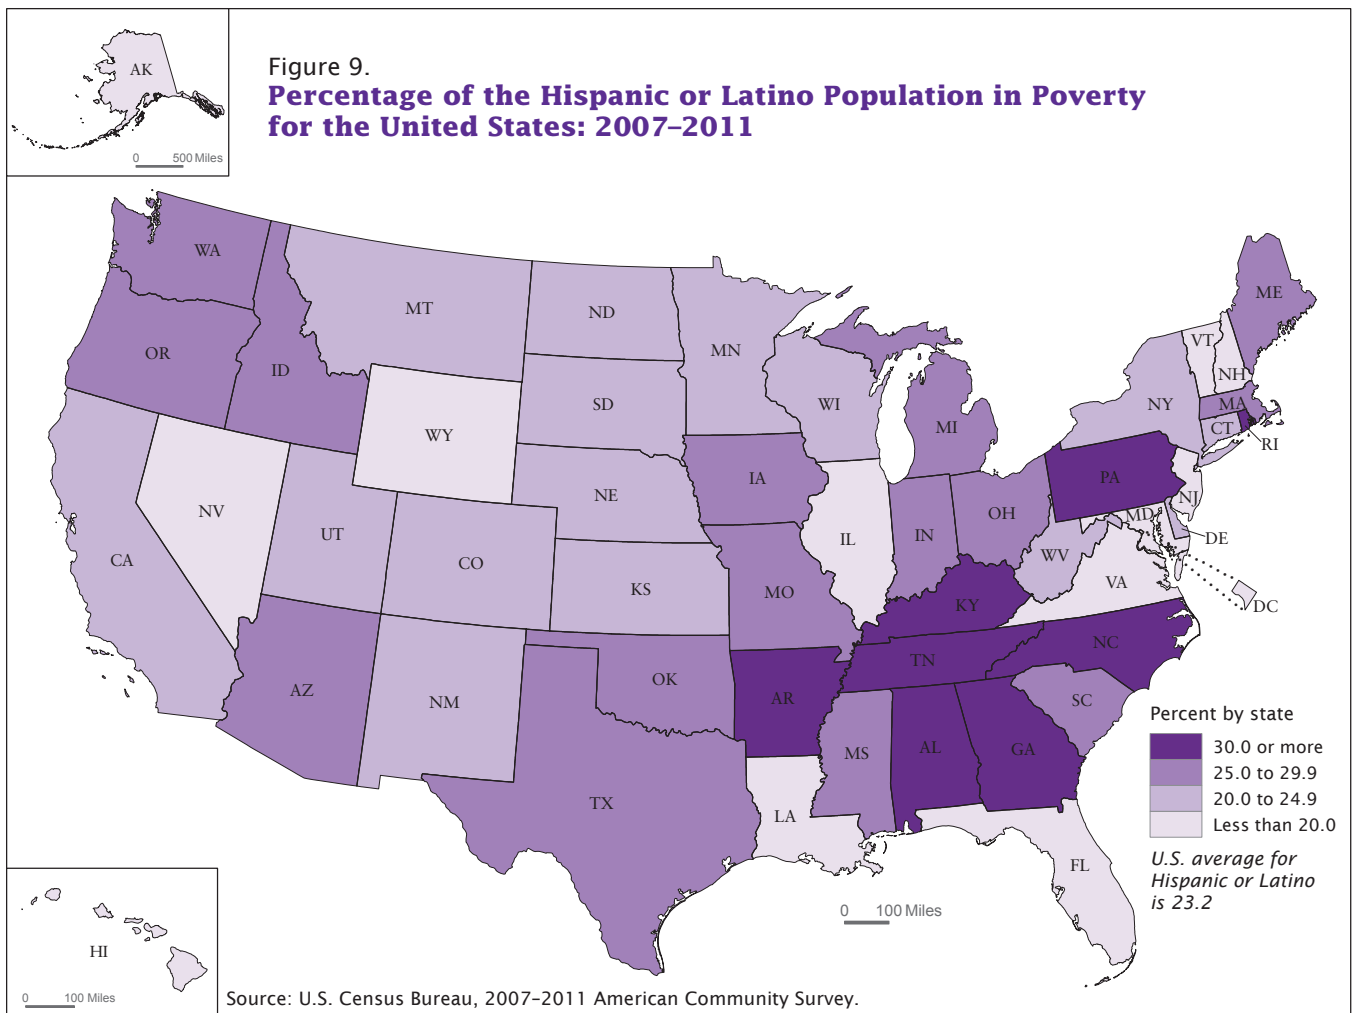 AK
0 500 Miles
Figure 9.
Percentage of the Hispanic or Latino Population in Poverty
for the United States: 2007–2011
WA
MT
ND
MN
ME
OR
ID
SD
WI
MI
VT
NH
NY
MA
CT
RI
WY
NE
IA
PA
NJ
NV
UT
CO
IL
IN
OH
MD
DE
WV
CA
KS
MO
VA
DC
KY
NC
AZ
NM
OK
AR
TN
SC
TX
MS
AL
GA
LA
FL
Percent by state
30.0 or more
25.0 to 29.9
20.0 to 24.9
Less than 20.0
U.S. average for
Hispanic or Latino
is 23.2
0 100 Miles
HI
0 100 Miles
Source: U.S. Census Bureau, 2007–2011 American Community Survey.